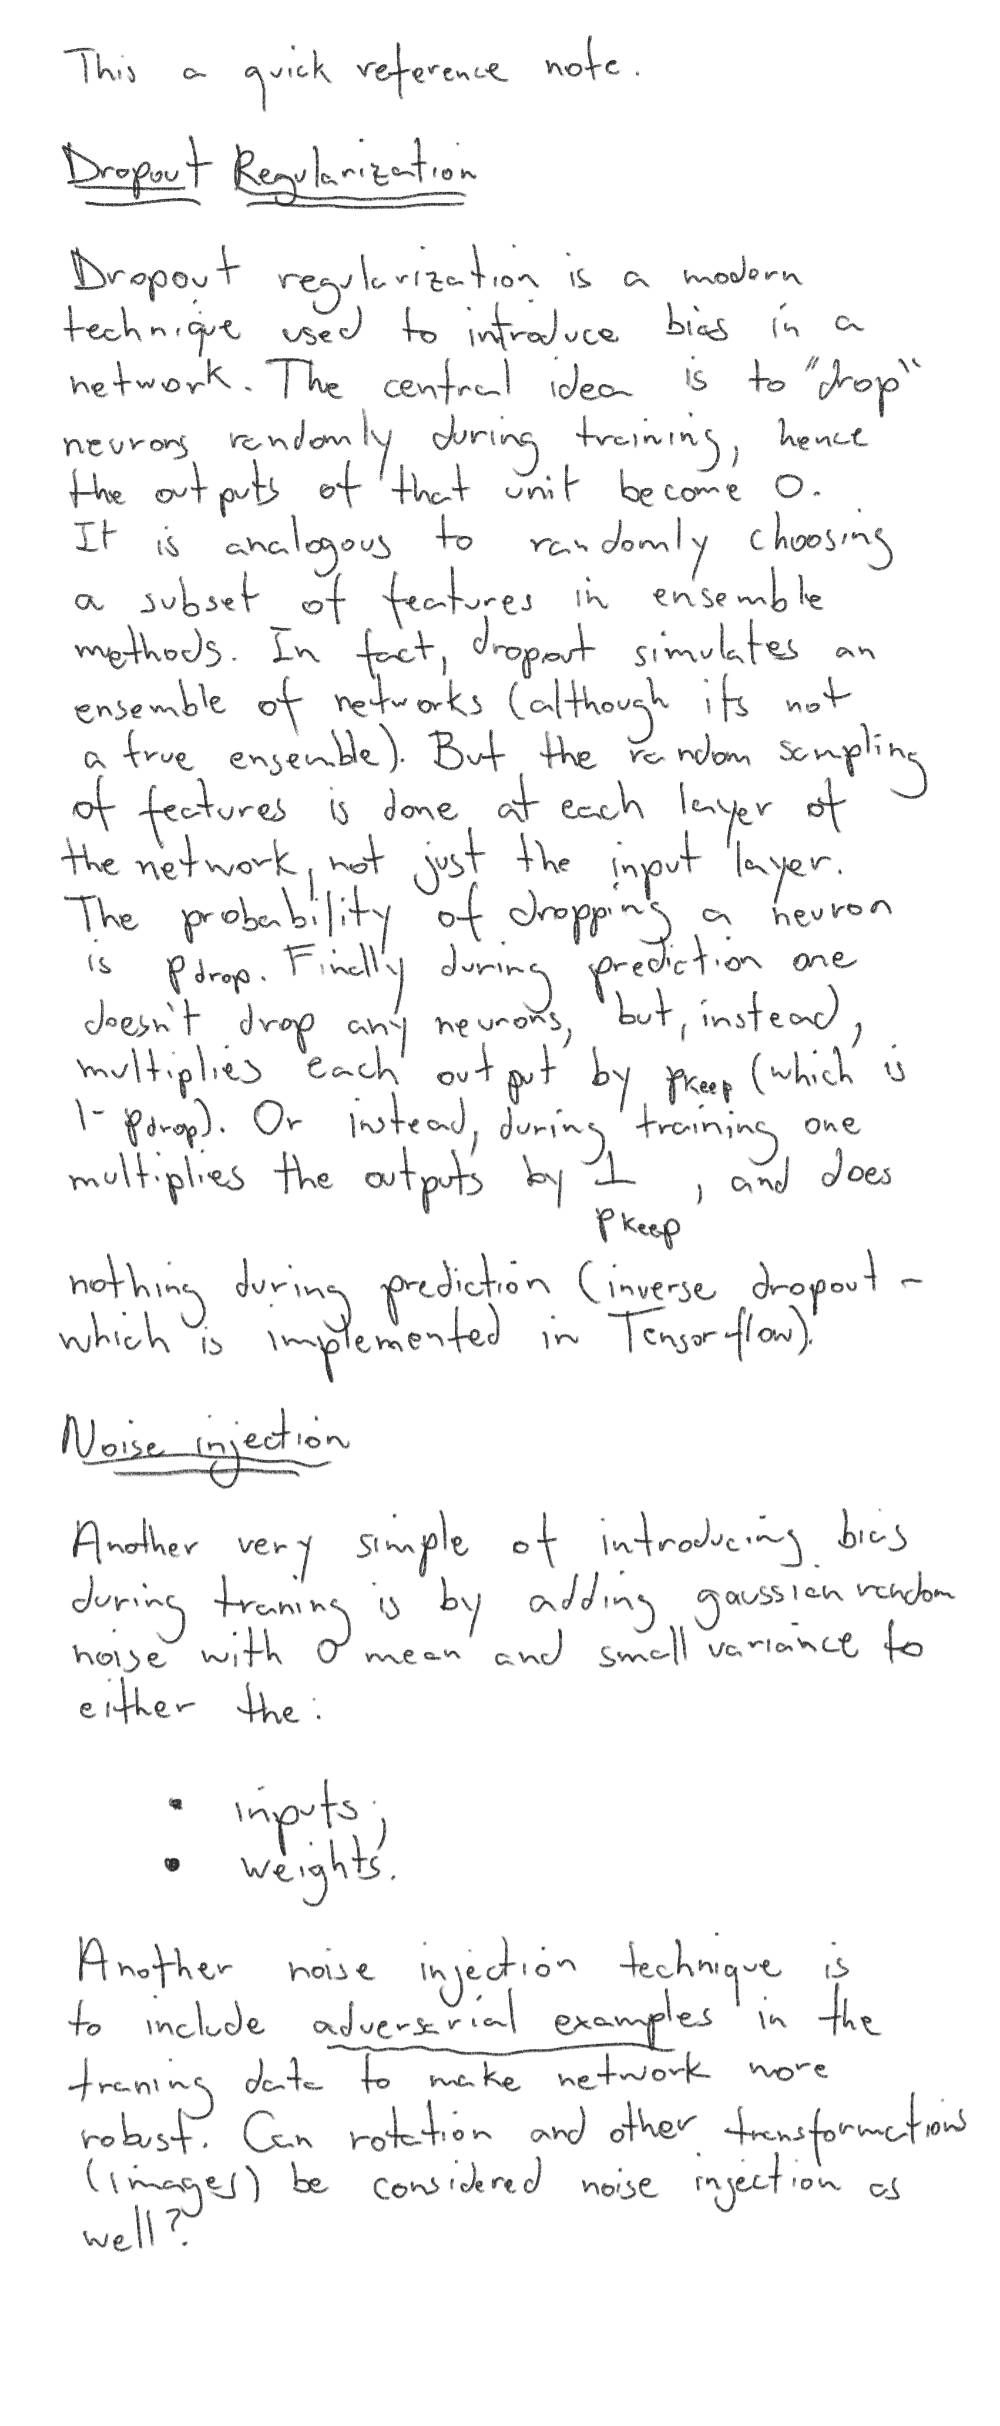 This a quick reference note.
Dropout Regularization
Dropout regularization is a modern
technique used to introduce bias in a
network. The central idea is to "drop"
neurons randomly during training, hence
the outputs of that unit become 0.
It is analogous to randomly choosing
a subset of features in ensemble
methods. In fact, dropout simulates an
ensemble of networks (although its not
a true ensemble). But the random sampling
of features is done at each layer of
the network, not just the input layer.
The probability of dropping a neuron
is pdrop. Finally during prediction one
doesn't drop any neurons, but, instead,
multiplies each output by pkeep (which is
1- pdrop). Or instead, during training one
multiplies the outputs by 1 , and does
pkeep
nothing during prediction (inverse dropout -
which is implemented in Tensorflow).
Noise injection
Another very simple of introducing bias
during traning is by adding gaussian random
noise with 0 mean and small variance to
either the:
• inputs;
• weights.
Another noise injection technique is
to include adversarial examples in the
traning data to make network more
robust. Can rotation and other transformations
(images) be considered noise injection as
well?